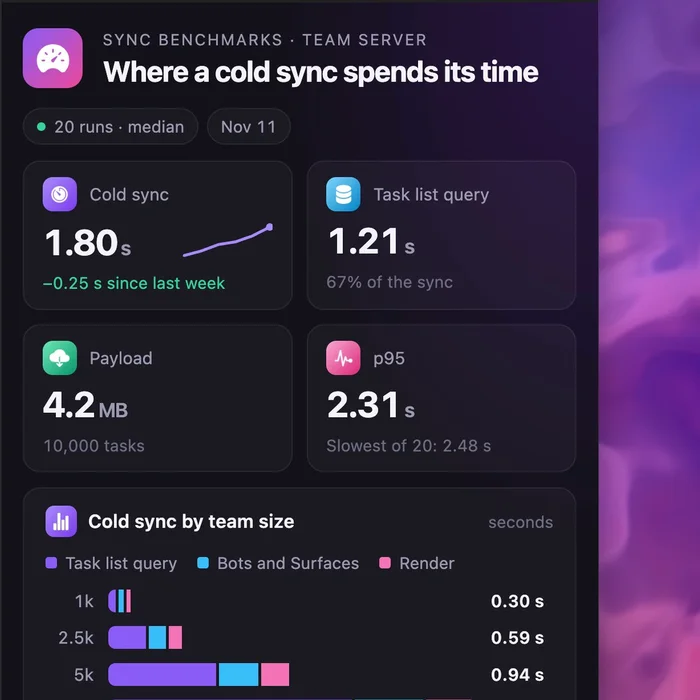 SYNC BENCHMARKS · TEAM SERVER
Where a cold sync spends its time
20 runs · median
Nov 11
Cold sync
1.80 s
−0.25 s since last week
Task list query
1.21 s
67% of the sync
Payload
4.2 MB
10,000 tasks
p95
2.31 s
Slowest of 20: 2.48 s
Cold sync by team size
seconds
Task list query
Bots and Surfaces
Render
1k
0.30 s
2.5k
0.59 s
5k
0.94 s